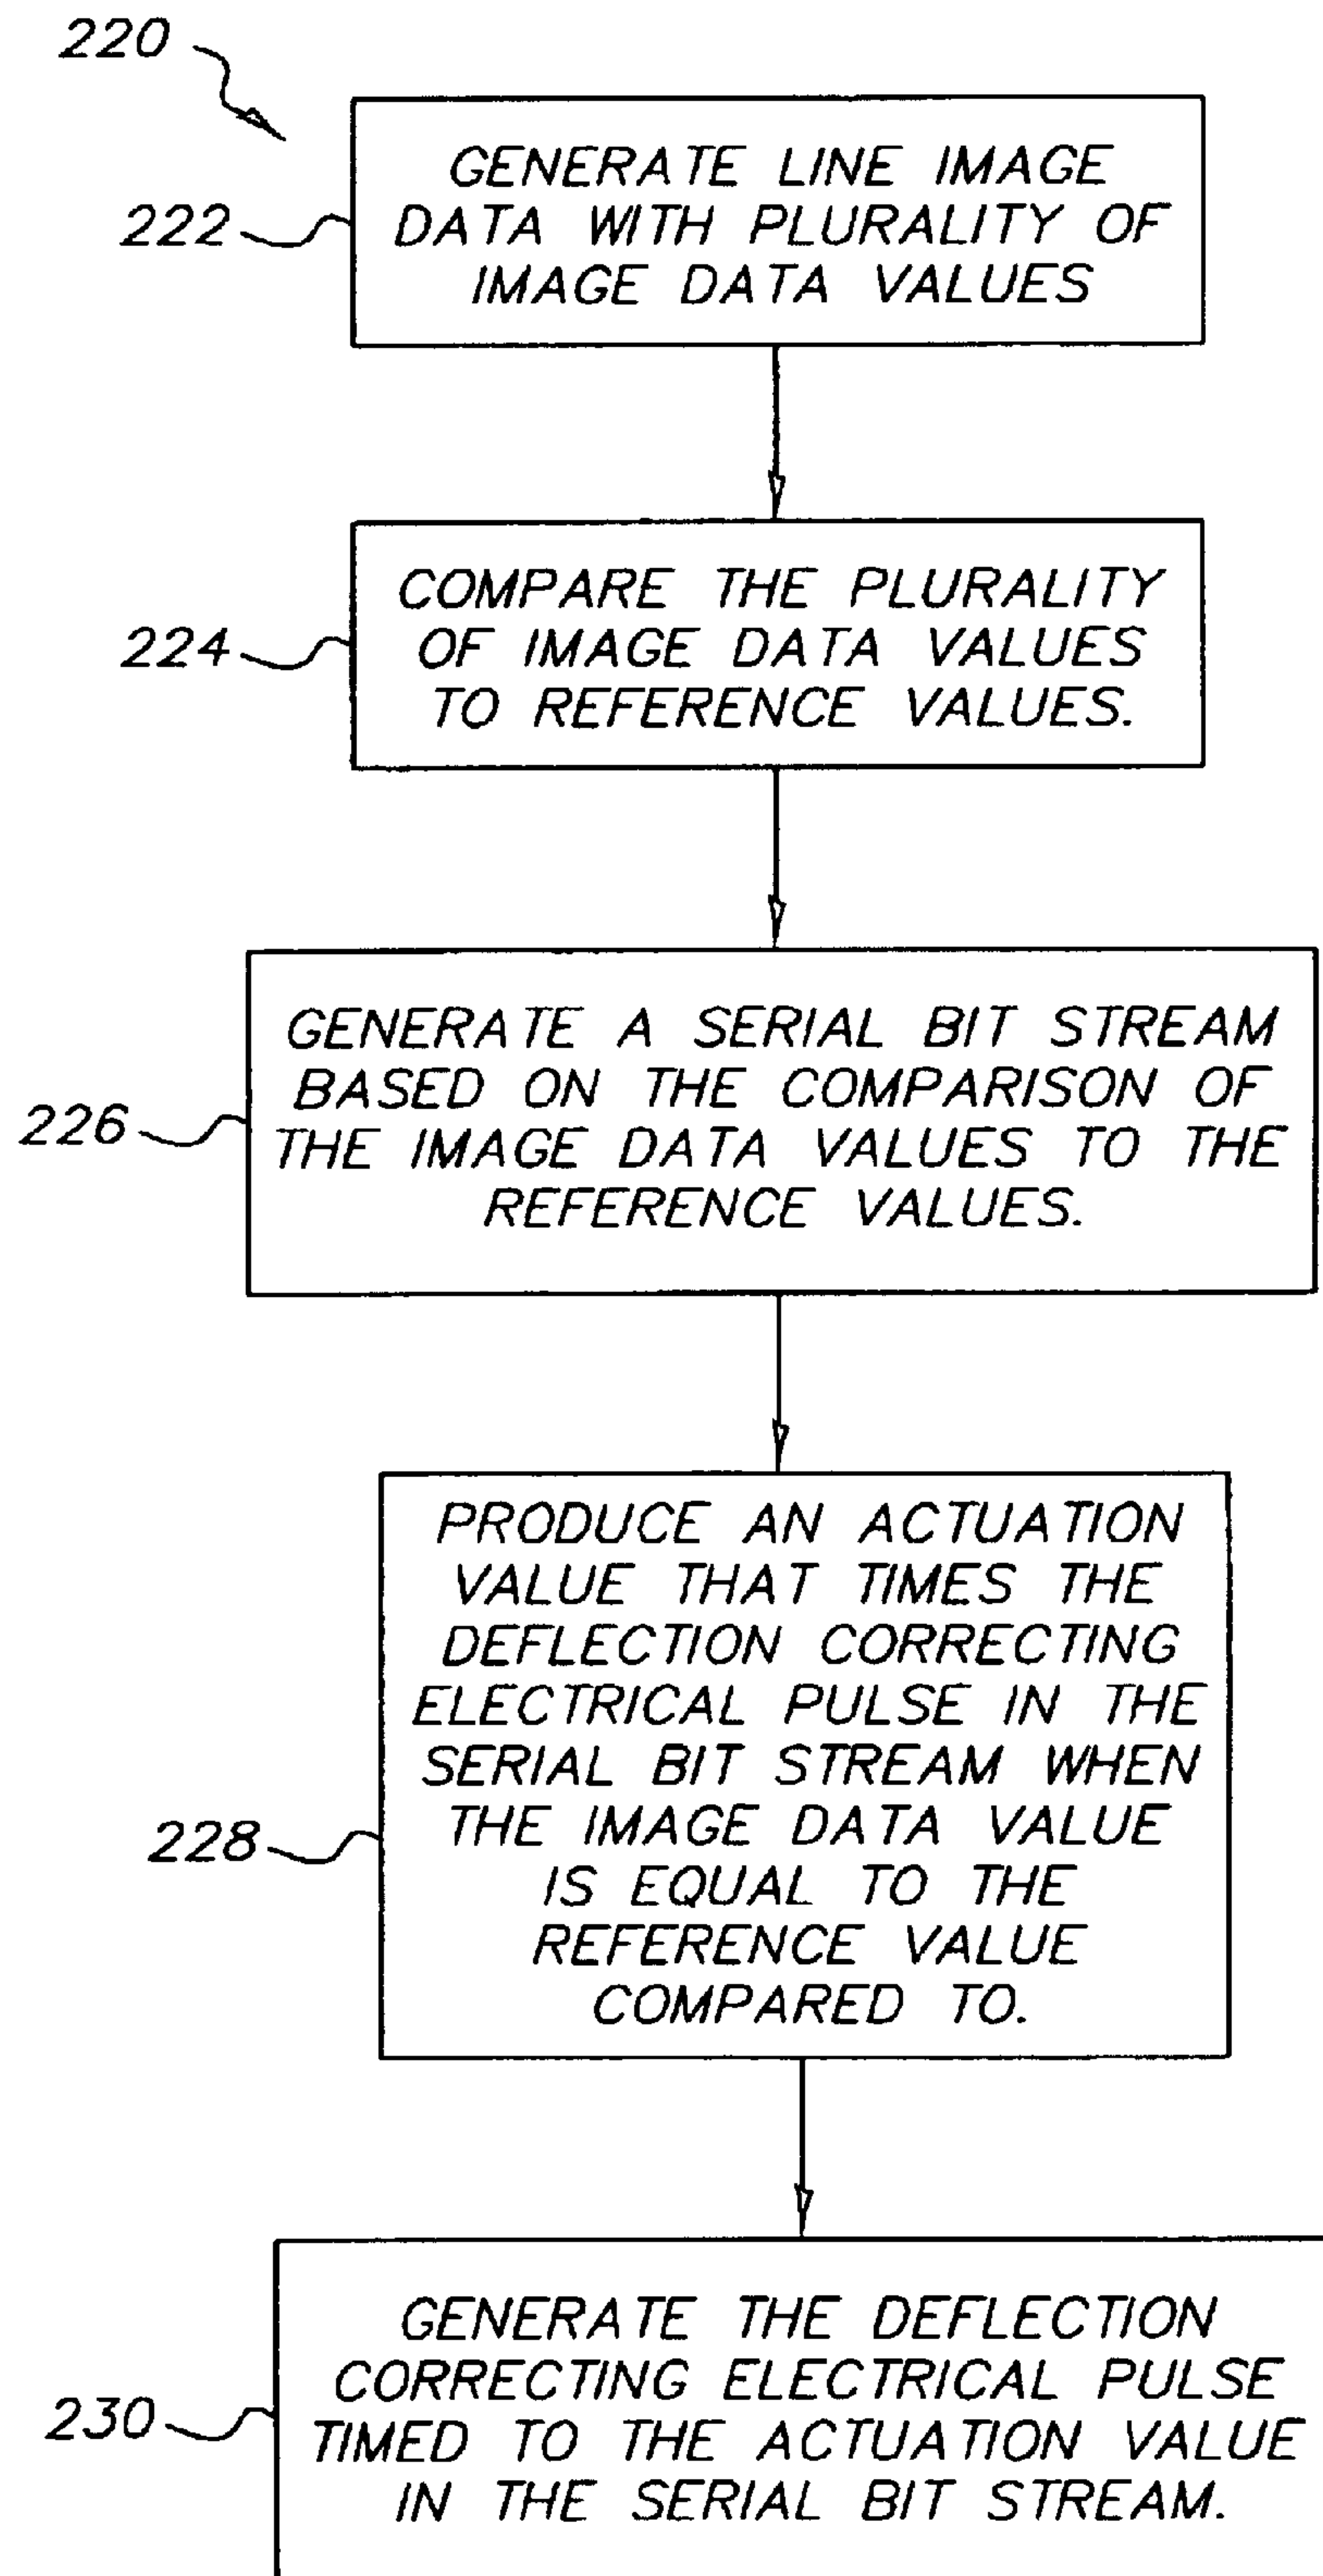 220
222
GENERATE LINE IMAGE
DATA WITH PLURALITY OF
IMAGE DATA VALUES
224
COMPARE THE PLURALITY
OF IMAGE DATA VALUES
TO REFERENCE VALUES.
226
GENERATE A SERIAL BIT STREAM
BASED ON THE COMPARISON OF
THE IMAGE DATA VALUES TO THE
REFERENCE VALUES.
228
PRODUCE AN ACTUATION
VALUE THAT TIMES THE
DEFLECTION CORRECTING
ELECTRICAL PULSE IN THE
SERIAL BIT STREAM WHEN
THE IMAGE DATA VALUE
IS EQUAL TO THE
REFERENCE VALUE
COMPARED TO.
230
GENERATE THE DEFLECTION
CORRECTING ELECTRICAL PULSE
TIMED TO THE ACTUATION VALUE
IN THE SERIAL BIT STREAM.